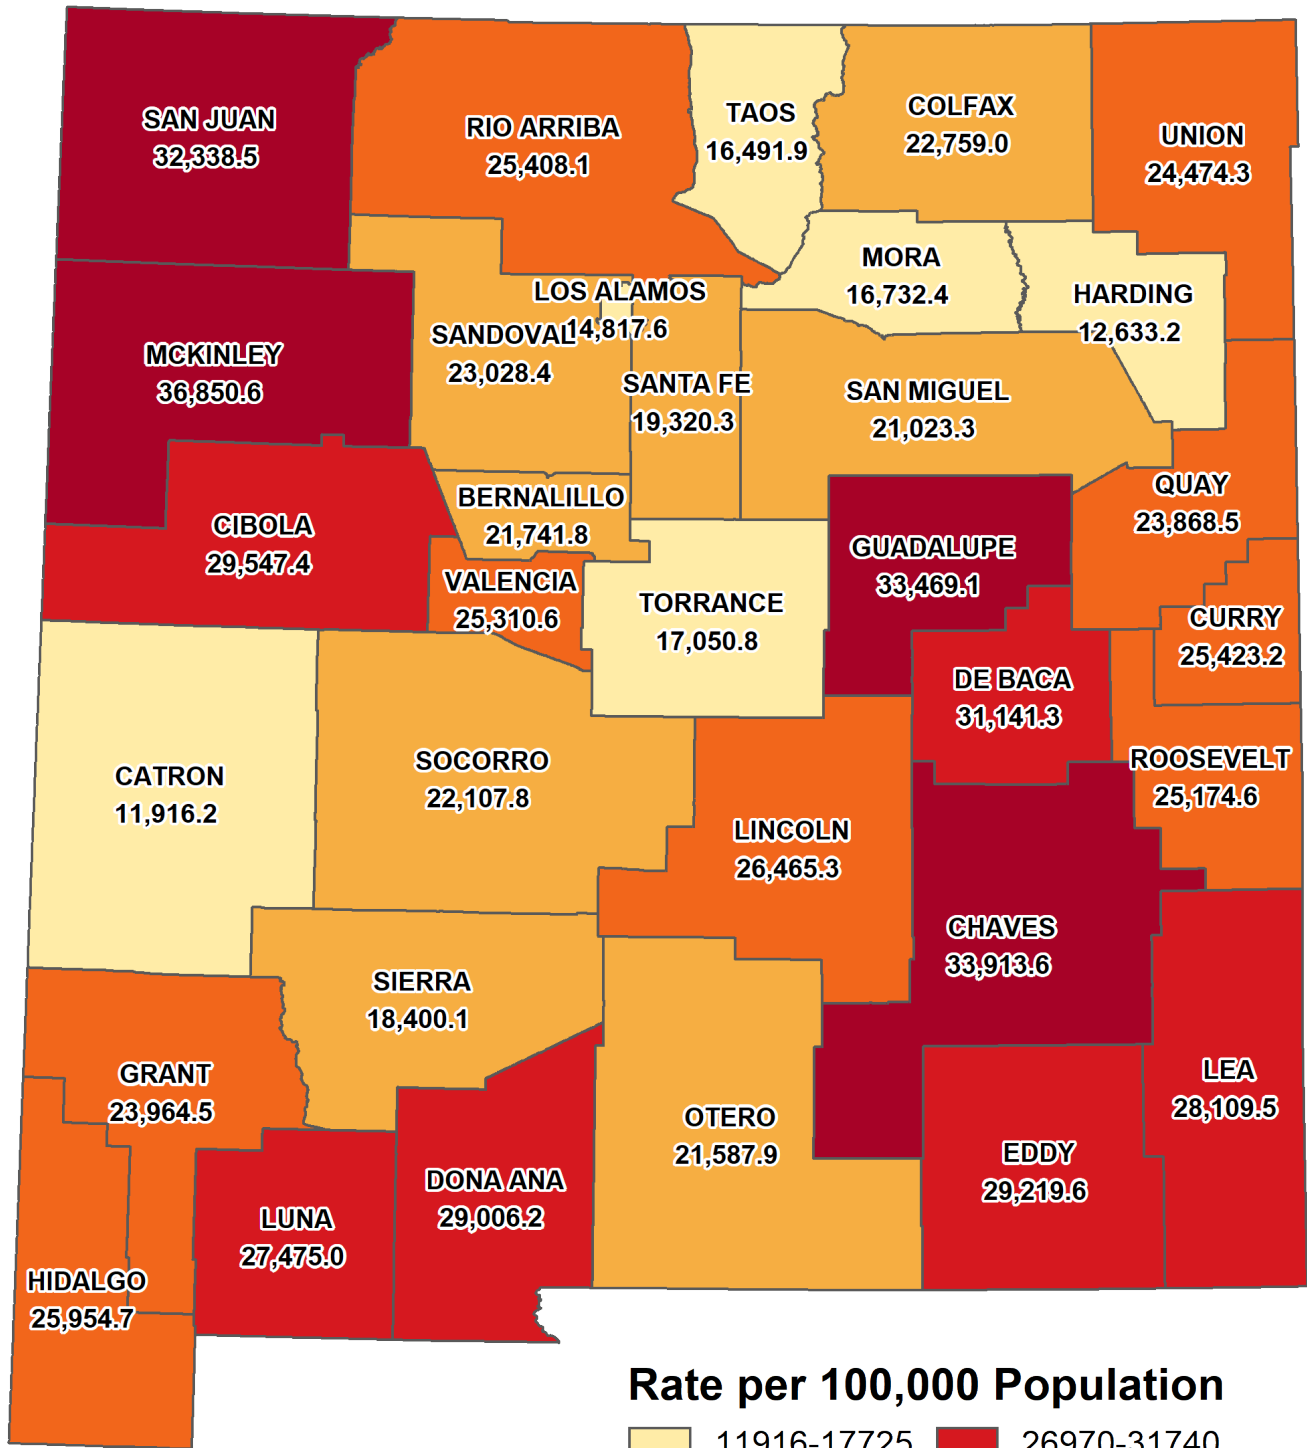 SAN JUAN
32,338.5
RIO ARRIBA
25,408.1
TAOS
16,491.9
COLFAX
22,759.0
UNION
24,474.3
MORA
16,732.4
HARDING
12,633.2
LOS ALAMOS
14,817.6
SANDOVAL
23,028.4
MCKINLEY
36,850.6
SANTA FE
19,320.3
SAN MIGUEL
21,023.3
QUAY
23,868.5
BERNALILLO
21,741.8
CIBOLA
29,547.4
GUADALUPE
33,469.1
VALENCIA
25,310.6
TORRANCE
17,050.8
CURRY
25,423.2
DE BACA
31,141.3
ROOSEVELT
25,174.6
CATRON
11,916.2
SOCORRO
22,107.8
LINCOLN
26,465.3
CHAVES
33,913.6
SIERRA
18,400.1
GRANT
23,964.5
LEA
28,109.5
OTERO
21,587.9
EDDY
29,219.6
DONA ANA
29,006.2
LUNA
27,475.0
HIDALGO
25,954.7
Rate per 100,000 Population
11916-17725
26970-31740